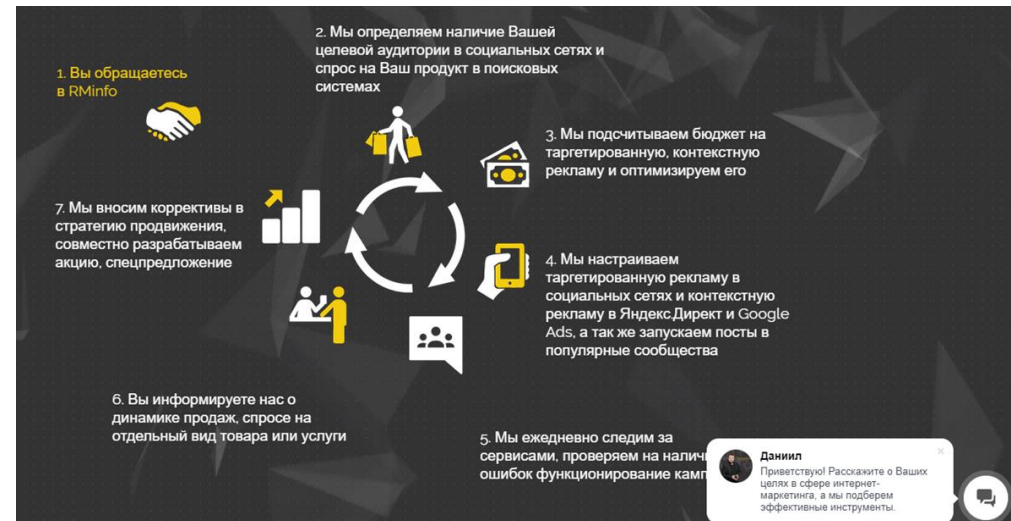 1. Вы обращаетесь
в RMinfo
2. Мы определяем наличие Вашей
целевой аудитории в социальных сетях и
спрос на Ваш продукт в поисковых
системах
3. Мы подсчитываем бюджет на
таргетированную, контекстную
рекламу и оптимизируем его
4. Мы настраиваем
таргетированную рекламу в
социальных сетях и контекстную
рекламу в Яндекс.Директ и Google
Ads, а так же запускаем посты в
популярные сообщества
5. Мы ежедневно следим за
сервисами, проверяем на
ошибок функционирование
6. Вы информируете нас о
динамике продаж, спросе на
отдельный вид товара или услуги
7. Мы вносим коррективы в
стратегию продвижения,
совместно разрабатываем
акцию, спецпредложение
Даниил
Приветствую! Расскажите о Ваших
целях в сфере интернет-
маркетинга, а мы подберем
эффективные инструменты.